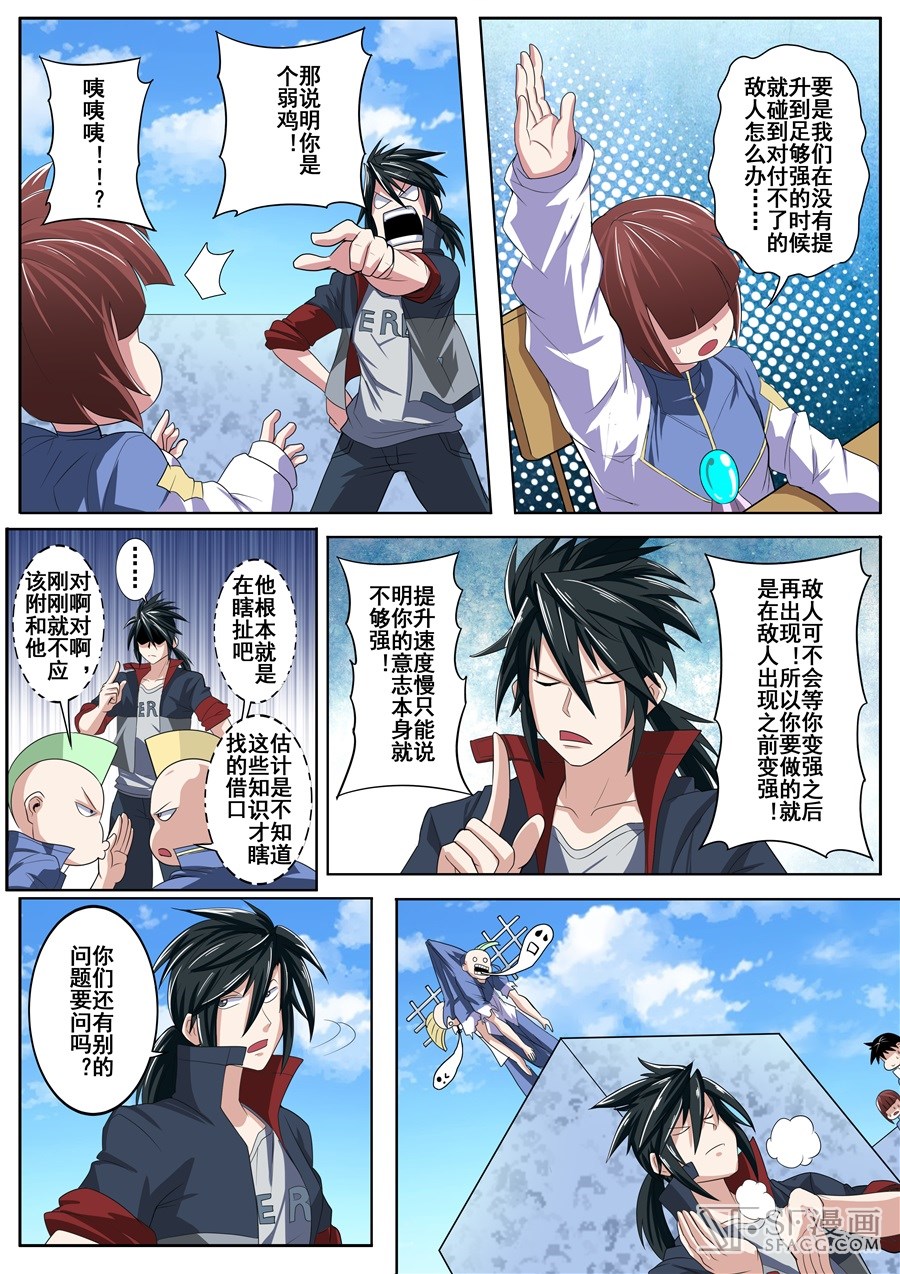 要是我们在没有提
升到足够强的时候
就碰到对付不了的
敌人怎么办……
那说明你是
个弱鸡！
咦咦咦！！？
ERE
敌人可不会等你变强之后
再出现！所以你要做的就
是在敌人出现之前变强！
提升速度慢只能说
明你的意志本身就
不够强！
他根本就是
在瞎扯吧
估计是不知道
这些知识才瞎
找的借口
……
对啊对啊，
刚刚就不应
该附和他
ERE
你们还有别的
问题要问吗？
ERE
SF漫画
SFACG.COM